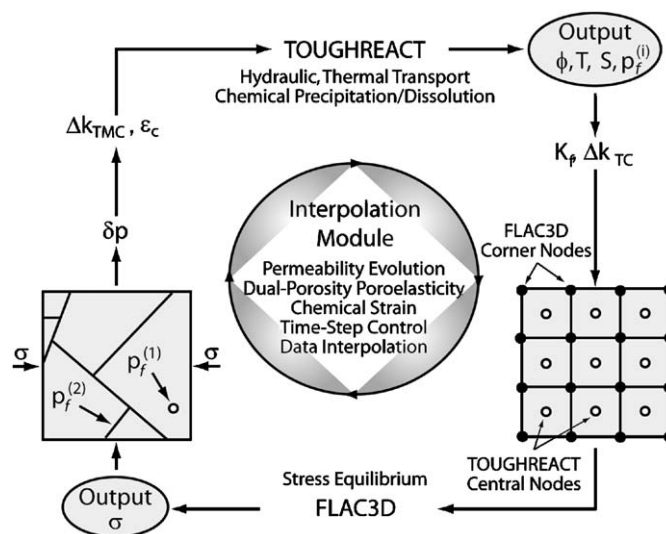 TOUGHREACT
Hydraulic, Thermal Transport
Chemical Precipitation/Dissolution
Output
ϕ, T, S, p_f^(i)
Δk_TMC, ε_c
K_f, Δk_TC
δp
Interpolation
Module
Permeability Evolution
Dual-Porosity Poroelasticity
Chemical Strain
Time-Step Control
Data Interpolation
FLAC3D
Corner Nodes
σ
σ
p_f^(1)
p_f^(2)
TOUGHREACT
Central Nodes
Stress Equilibrium
FLAC3D
Output
σ